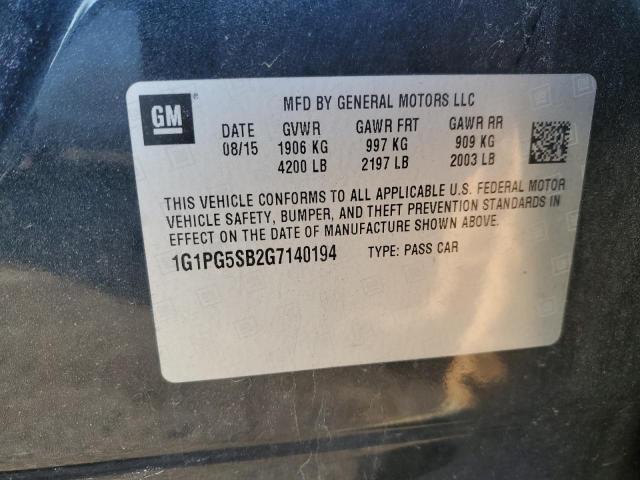 GM
®
MFD BY GENERAL MOTORS LLC
DATE GVWR GAWR FRT GAWR RR
08/15 1906 KG 997 KG 909 KG
4200 LB 2197 LB 2003 LB
THIS VEHICLE CONFORMS TO ALL APPLICABLE U.S. FEDERAL MOTOR
VEHICLE SAFETY, BUMPER, AND THEFT PREVENTION STANDARDS IN
EFFECT ON THE DATE OF MANUFACTURE SHOWN ABOVE.
1G1PG5SB2G7140194 TYPE: PASS CAR